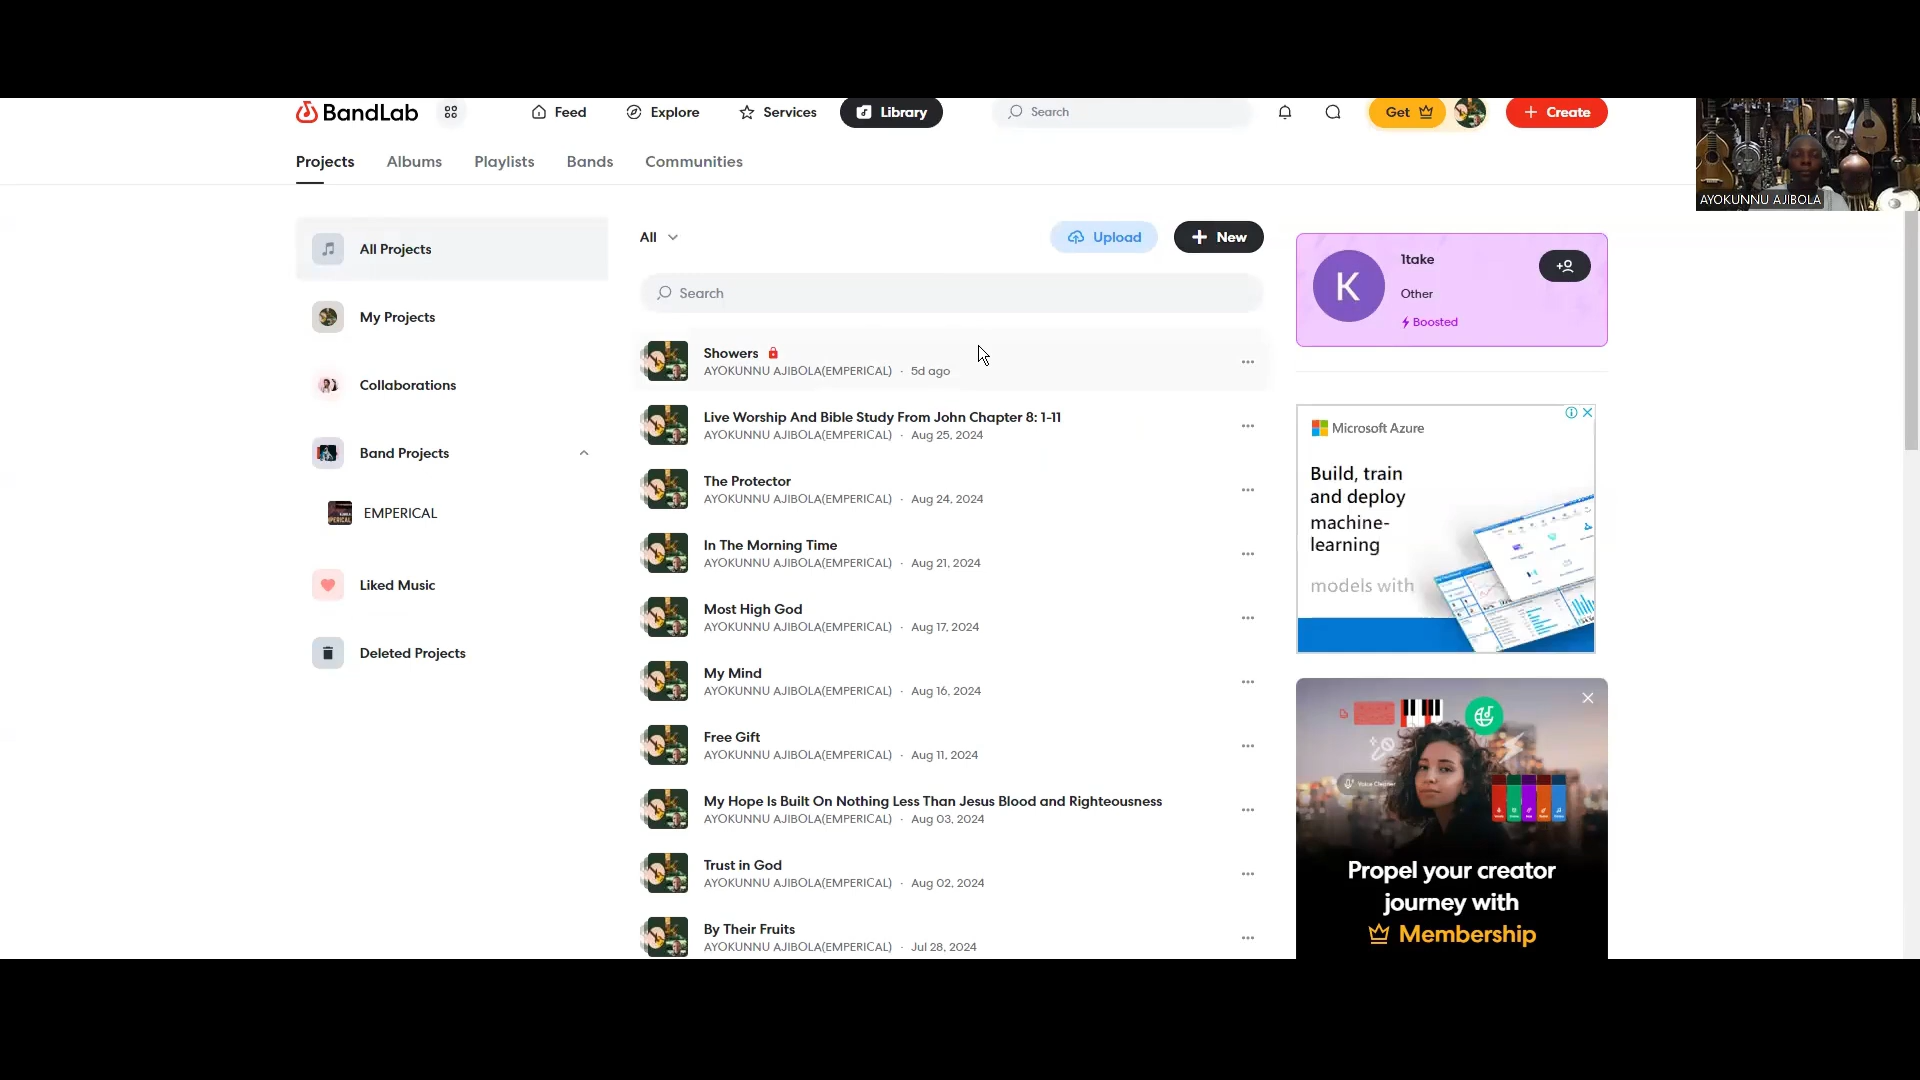 BandLab
Feed
Explore
Services
Library
Search
Get
Create
Projects
Albums
Playlists
Bands
Communities
AYOKUNNU AJIBOLA
All Projects
My Projects
Collaborations
Band Projects
EMPERICAL
Liked Music
Deleted Projects
All
Upload
New
Search
Showers
AYOKUNNU AJIBOLA(EMPERICAL) · 5d ago
Live Worship And Bible Study From John Chapter 8: 1-11
AYOKUNNU AJIBOLA(EMPERICAL) · Aug 25, 2024
The Protector
AYOKUNNU AJIBOLA(EMPERICAL) · Aug 24, 2024
In The Morning Time
AYOKUNNU AJIBOLA(EMPERICAL) · Aug 21, 2024
Most High God
AYOKUNNU AJIBOLA(EMPERICAL) · Aug 17, 2024
My Mind
AYOKUNNU AJIBOLA(EMPERICAL) · Aug 16, 2024
Free Gift
AYOKUNNU AJIBOLA(EMPERICAL) · Aug 11, 2024
My Hope Is Built On Nothing Less Than Jesus Blood and Righteousness
AYOKUNNU AJIBOLA(EMPERICAL) · Aug 03, 2024
Trust in God
AYOKUNNU AJIBOLA(EMPERICAL) · Aug 02, 2024
By Their Fruits
AYOKUNNU AJIBOLA(EMPERICAL) · Jul 28, 2024
K
1take
Other
Boosted
Microsoft Azure
Build, train
and deploy
machine-
learning
models with
Voice Cleaner
Propel your creator
journey with
Membership